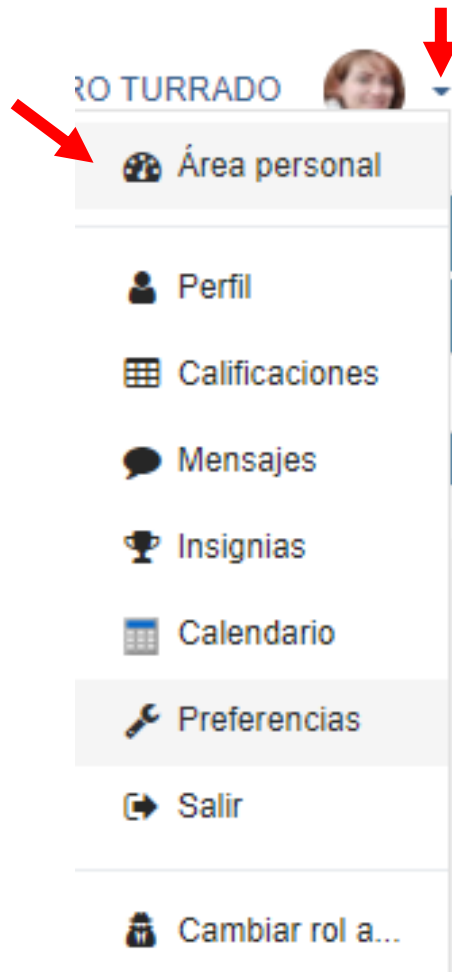 RO TURRADO
Área personal
Perfil
Calificaciones
Mensajes
Insignias
Calendario
Preferencias
Salir
Cambiar rol a...